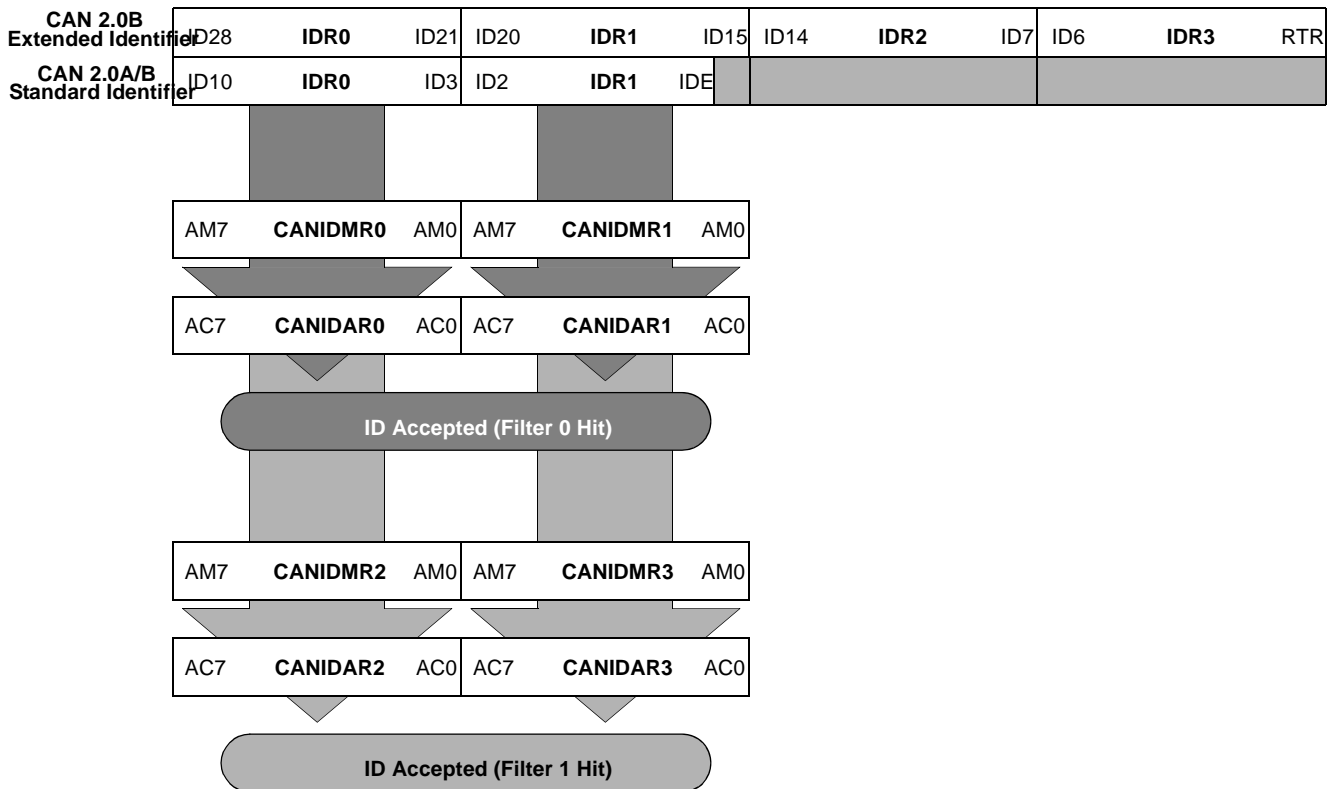 CAN 2.0B
Extended Identifier
ID28 IDR0 ID21 ID20 IDR1 ID15 ID14 IDR2 ID7 ID6 IDR3 RTR
CAN 2.0A/B
Standard Identifier
ID10 IDR0 ID3 ID2 IDR1 IDE
AM7 CANIDMR0 AM0 AM7 CANIDMR1 AM0
AC7 CANIDAR0 AC0 AC7 CANIDAR1 AC0
ID Accepted (Filter 0 Hit)
AM7 CANIDMR2 AM0 AM7 CANIDMR3 AM0
AC7 CANIDAR2 AC0 AC7 CANIDAR3 AC0
ID Accepted (Filter 1 Hit)